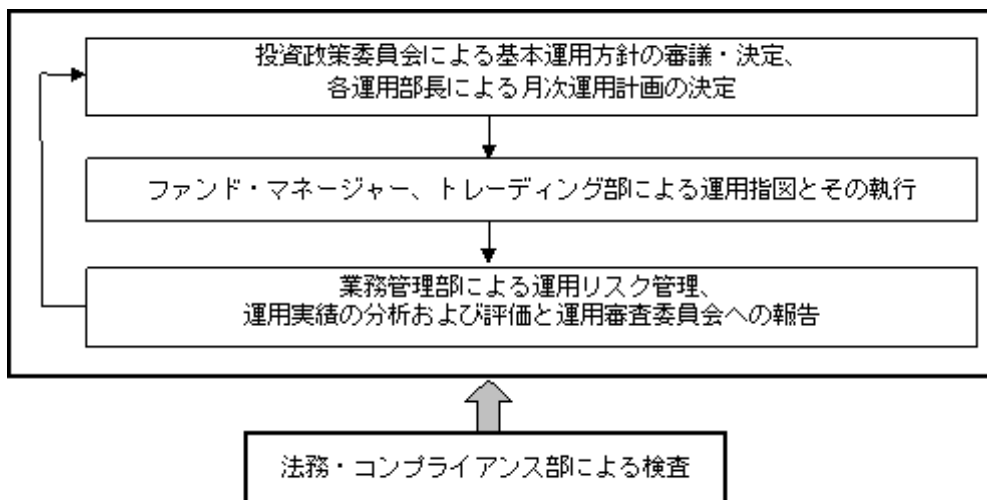 投資政策委員会による基本運用方針の審議・決定、
各運用部長による月次運用計画の決定
ファンド・マネージャー、トレーディング部による運用指図とその執行
業務管理部による運用リスク管理、
運用実績の分析および評価と運用審査委員会への報告
法務・コンプライアンス部による検査